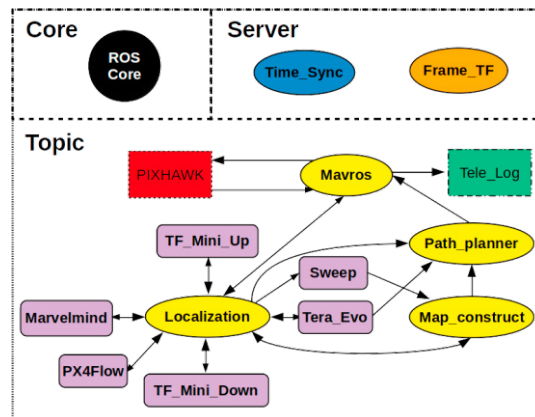 Core
Server
ROS
Core
Time_Sync
Frame_TF
Topic
PIXHAWK
Mavros
Tele_Log
TF_Mini_Up
Path_planner
Sweep
Marvelmind
Localization
Tera_Evo
Map_construct
PX4Flow
TF_Mini_Down